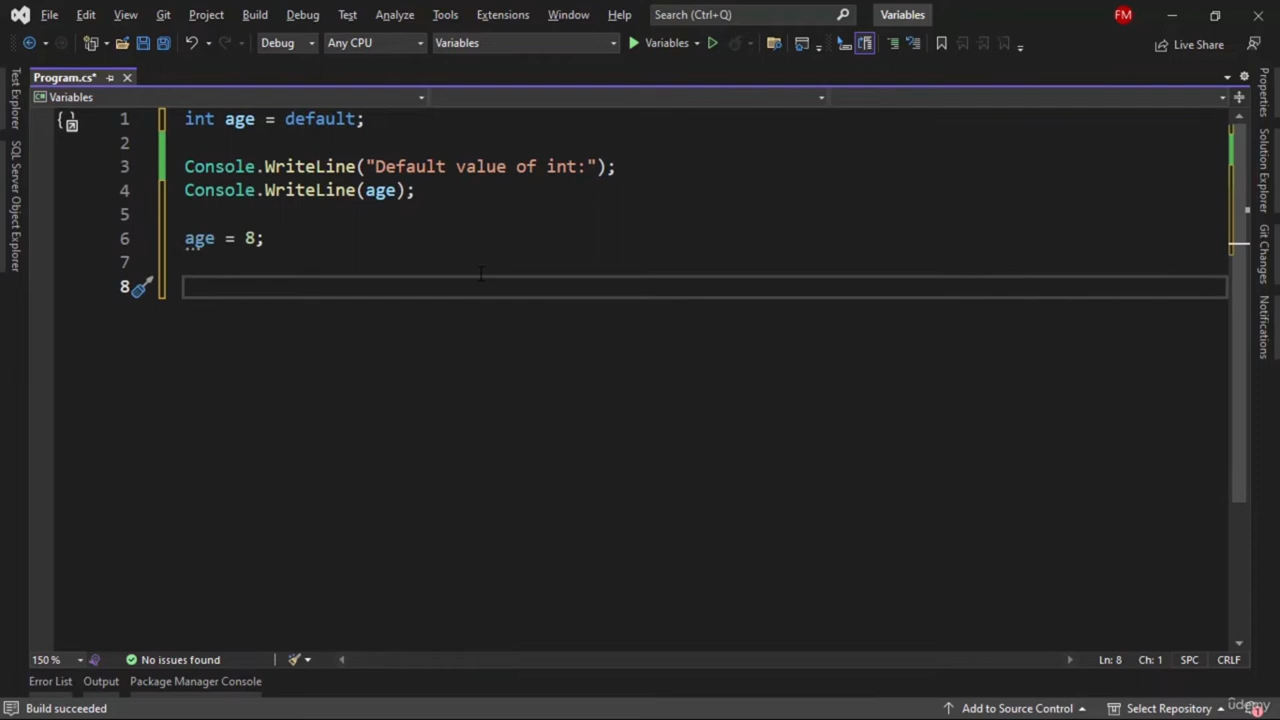 File Edit View Git Project Build Debug Test Analyze Tools Extensions Window Help Search (Ctrl+Q) Variables FM
Debug Any CPU Variables Variables Live Share
Program.cs*
Variables
1 int age = default;
2
3 Console.WriteLine("Default value of int:");
4 Console.WriteLine(age);
5
6 age = 8;
7
8
Test Explorer
SQL Server Object Explorer
Properties
Solution Explorer
Git Changes
Notifications
150 % No issues found Ln: 8 Ch: 1 SPC CRLF
Error List Output Package Manager Console
Build succeeded Add to Source Control Select Repository 1
udemy